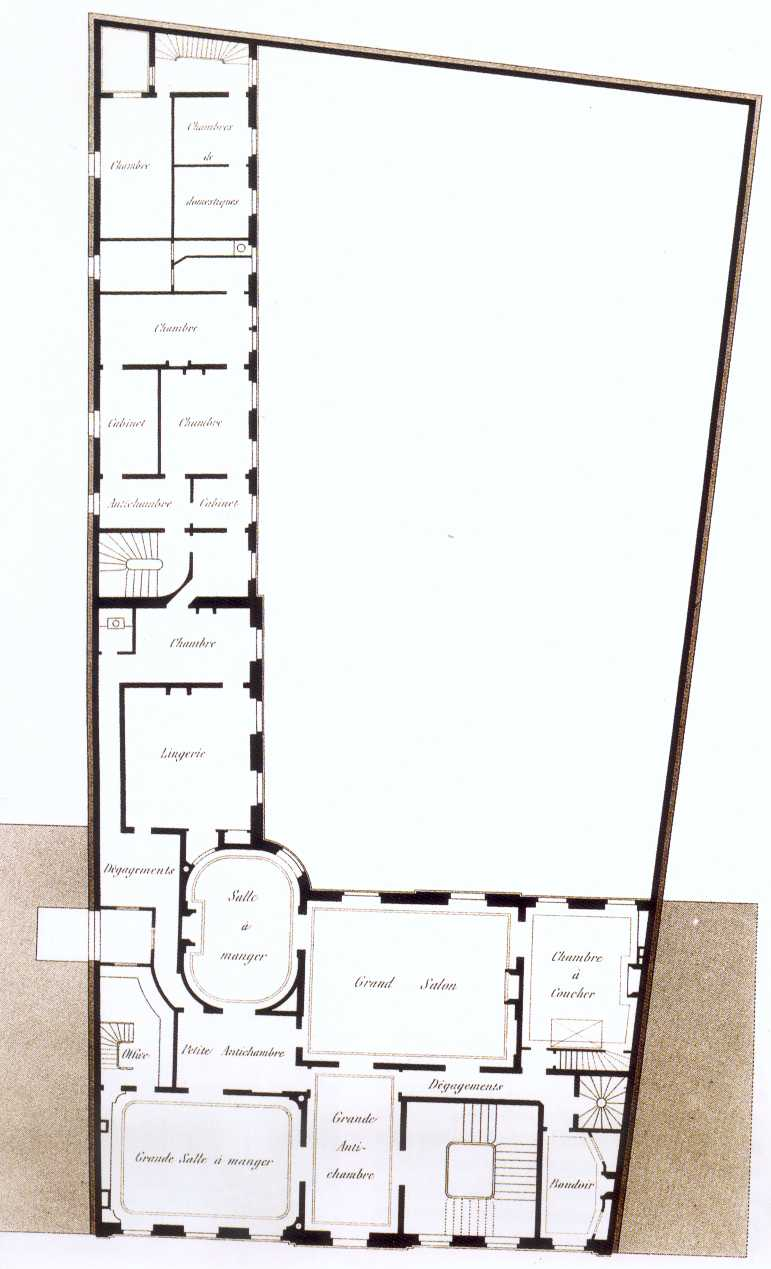 Chambres
de
domestiques
Chambre
Chambre
Cabinet
Chambre
Antichambre
Cabinet
Chambre
Lingerie
Dégagements
Salle
à
manger
Grand Salon
Chambre
à
Coucher
Office
Petite Antichambre
Dégagements
Grande Salle à manger
Grande
Anti-
chambre
Boudoir